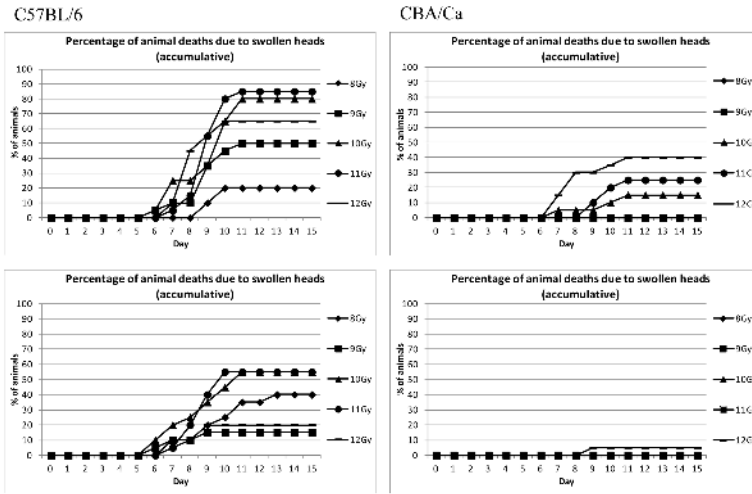 C57BL/6
CBA/Ca
Percentage of animal deaths due to swollen heads
(accumulative)
% of animals
100
90
80
70
60
50
40
30
20
10
0
0 1 2 3 4 5 6 7 8 9 10 11 12 13 14 15
Day
8Gy
9Gy
10Gy
11Gy
12Gy
Percentage of animal deaths due to swollen heads
(accumulative)
% of animals
100
90
80
70
60
50
40
30
20
10
0
0 1 2 3 4 5 6 7 8 9 10 11 12 13 14 15
Day
8Gy
9Gy
10G
11G
12G
Percentage of animal deaths due to swollen heads
(accumulative)
% of animals
100
90
80
70
60
50
40
30
20
10
0
0 1 2 3 4 5 6 7 8 9 10 11 12 13 14 15
Day
8Gy
9Gy
10Gy
11Gy
12Gy
Percentage of animal deaths due to swollen heads
(accumulative)
% of animals
100
90
80
70
60
50
40
30
20
10
0
0 1 2 3 4 5 6 7 8 9 10 11 12 13 14 15
Day
8Gy
9Gy
10G
11G
12G